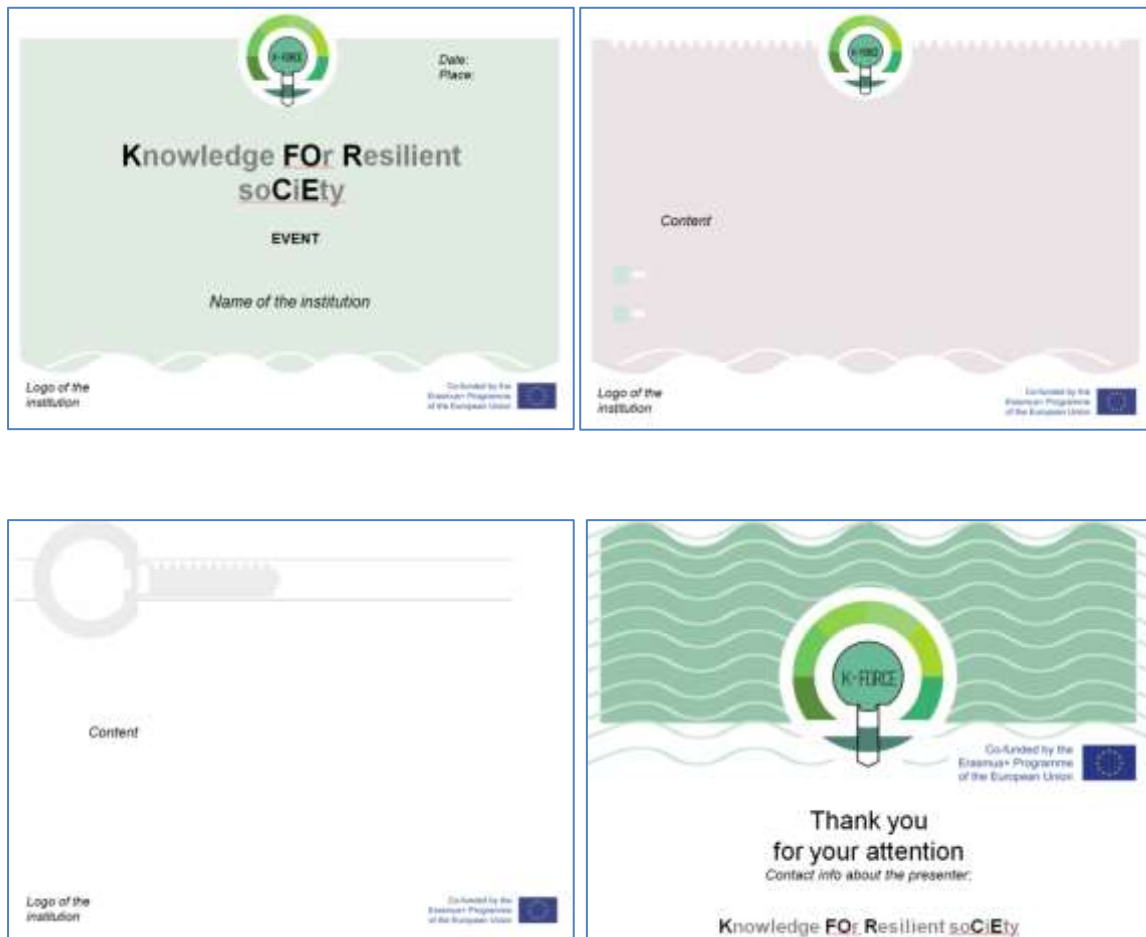 K-FORCE
Date:
Place:
Knowledge FOr Resilient
soCiEty
EVENT
Name of the institution
Logo of the
institution
Co-funded by the
Erasmus+ Programme
of the European Union
K-FORCE
Content
Logo of the
institution
Co-funded by the
Erasmus+ Programme
of the European Union
Content
Logo of the
institution
Co-funded by the
Erasmus+ Programme
of the European Union
K-FORCE
Co-funded by the
Erasmus+ Programme
of the European Union
Thank you
for your attention
Contact info about the presenter:
Knowledge FOr Resilient soCiEty